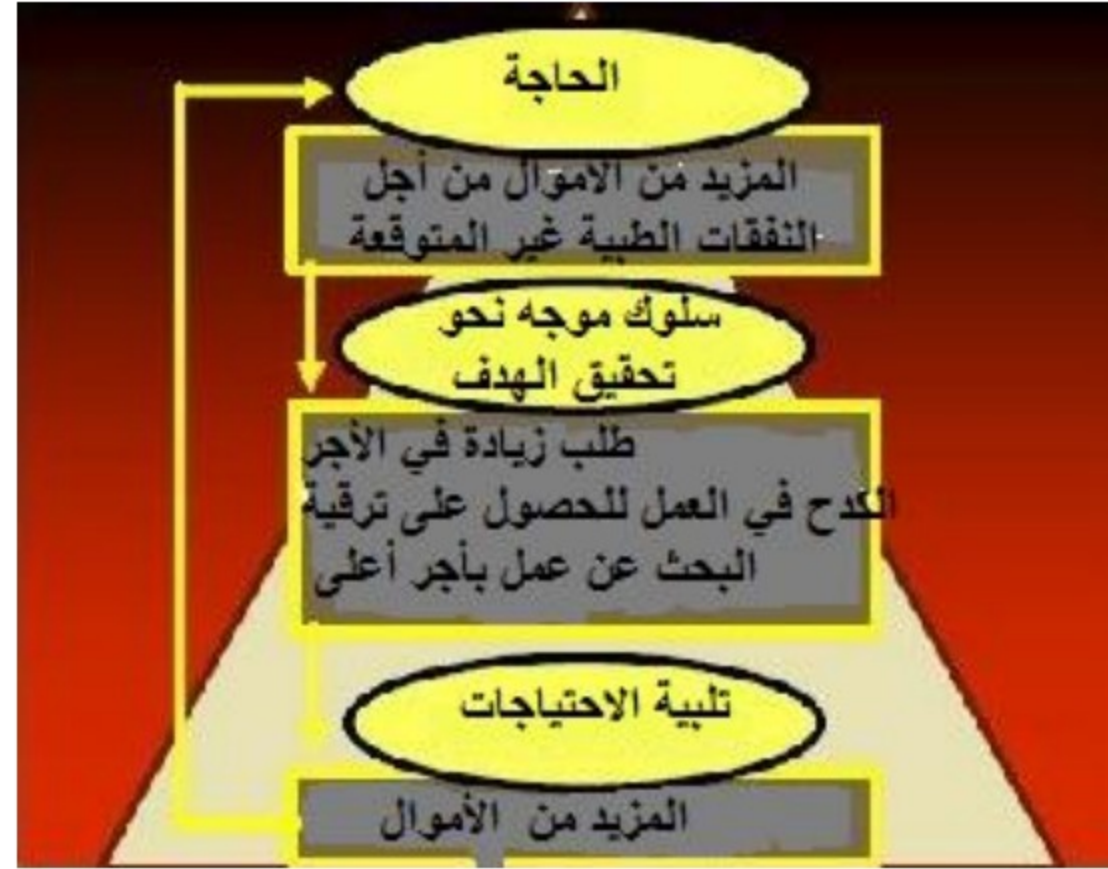 الحاجة
المزيد من الاموال من أجل
النفقات الطبية غير المتوقعة
سلوك موجه نحو
تحقيق الهدف
طلب زيادة في الأجر
الكدح في العمل للحصول على ترقية
البحث عن عمل بأجر أعلى
تلبية الاحتياجات
المزيد من الأموال